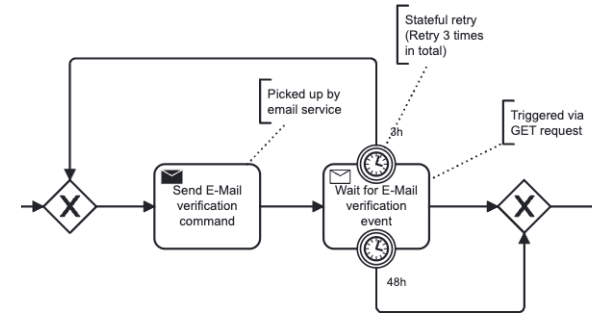 Stateful retry
(Retry 3 times
in total)
Picked up by
email service
Triggered via
GET request
3h
Send E-Mail
verification
command
Wait for E-Mail
verification
event
48h